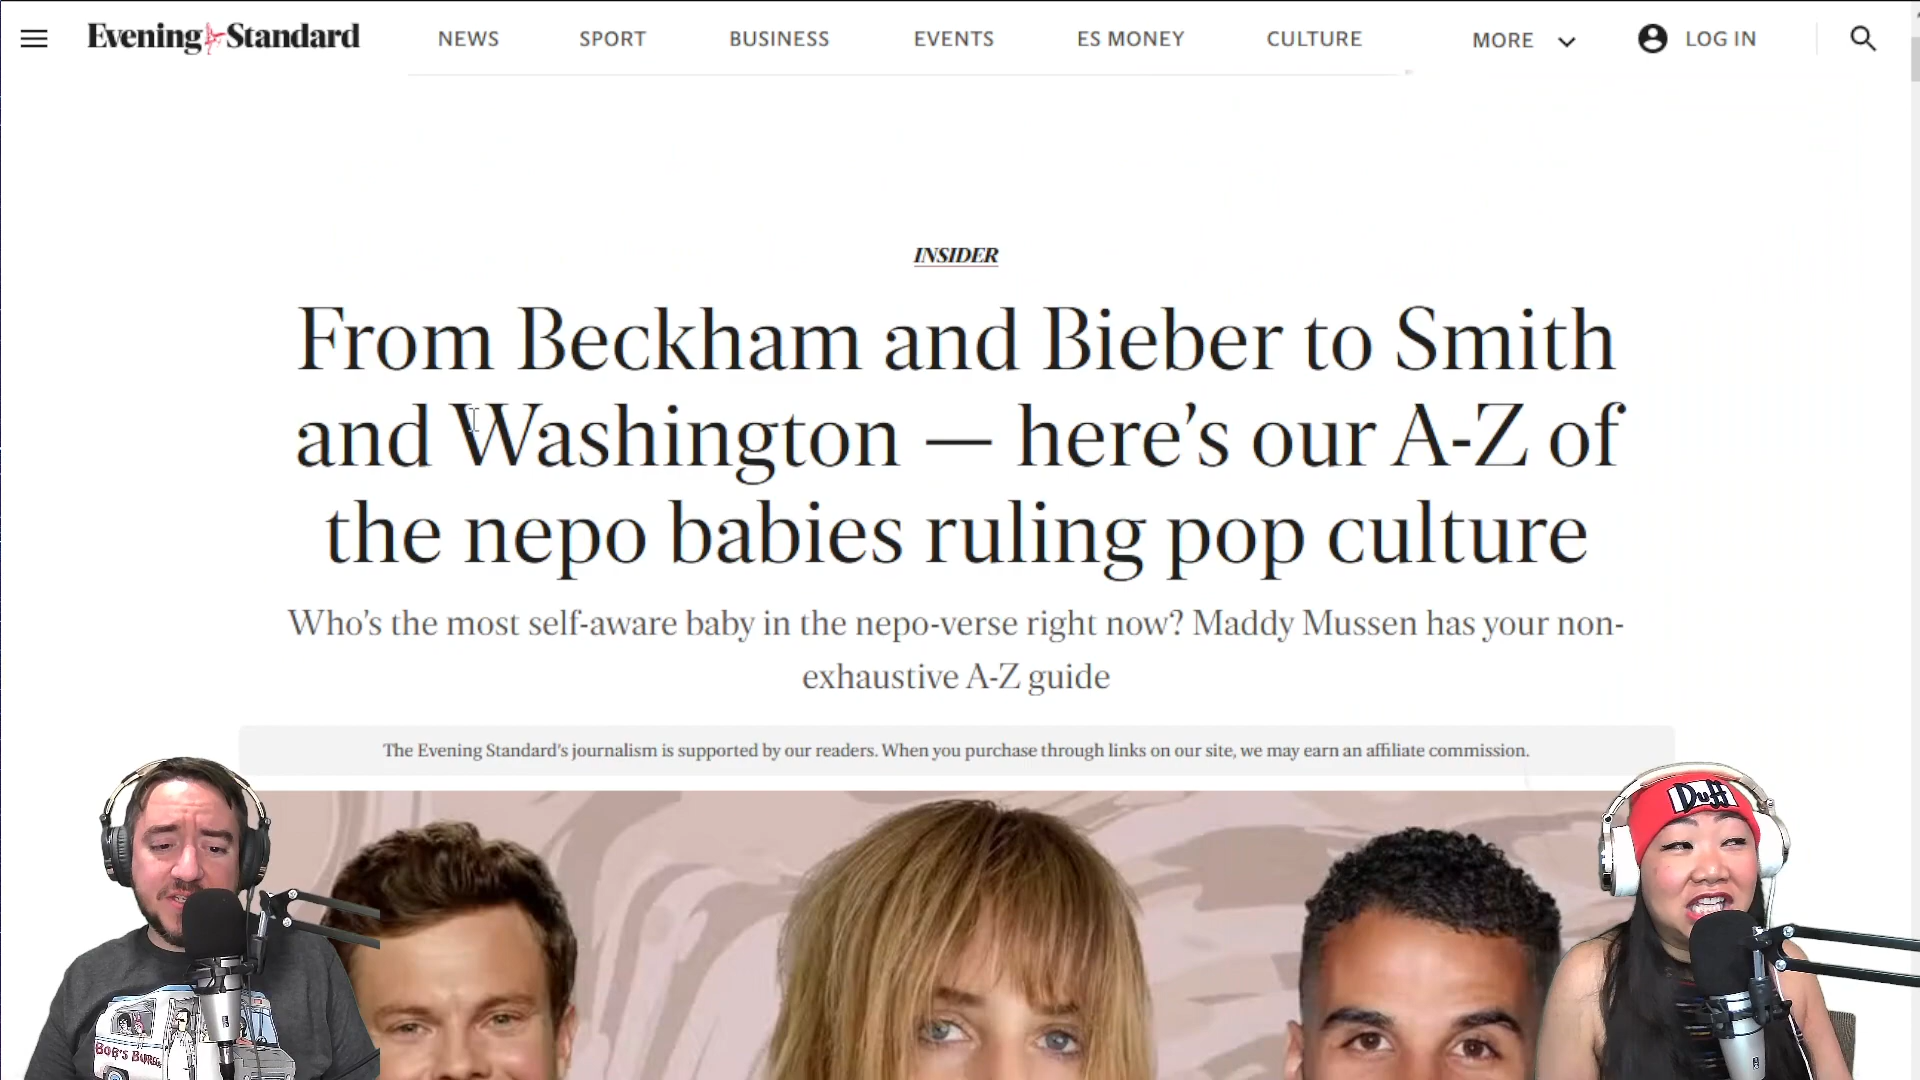 Evening Standard
NEWS
SPORT
BUSINESS
EVENTS
ES MONEY
CULTURE
MORE
LOG IN
INSIDER
From Beckham and Bieber to Smith
and Washington — here’s our A-Z of
the nepo babies ruling pop culture
Who’s the most self-aware baby in the nepo-verse right now? Maddy Mussen has your non-
exhaustive A-Z guide
The Evening Standard’s journalism is supported by our readers. When you purchase through links on our site, we may earn an affiliate commission.
Duff
BOB'S